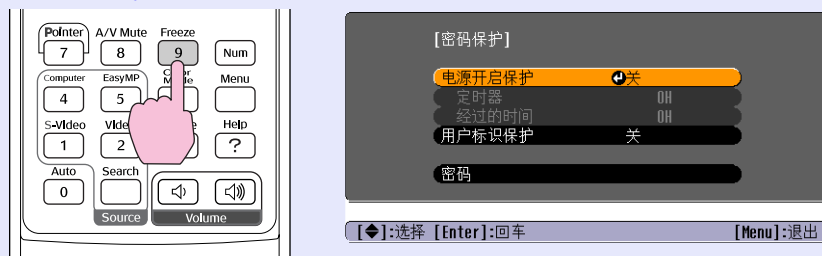 Pointer A/V Mute Freeze
7 8 9 Num
Computer EasyMP Menu
4 5
S-Video Help
1 2 ?
Auto Search
0
Source Volume
[密码保护]
电源开启保护 关
定时器 0H
经过的时间 0H
用户标识保护 关
密码
[◆]:选择 [Enter]:回车 [Menu]:退出